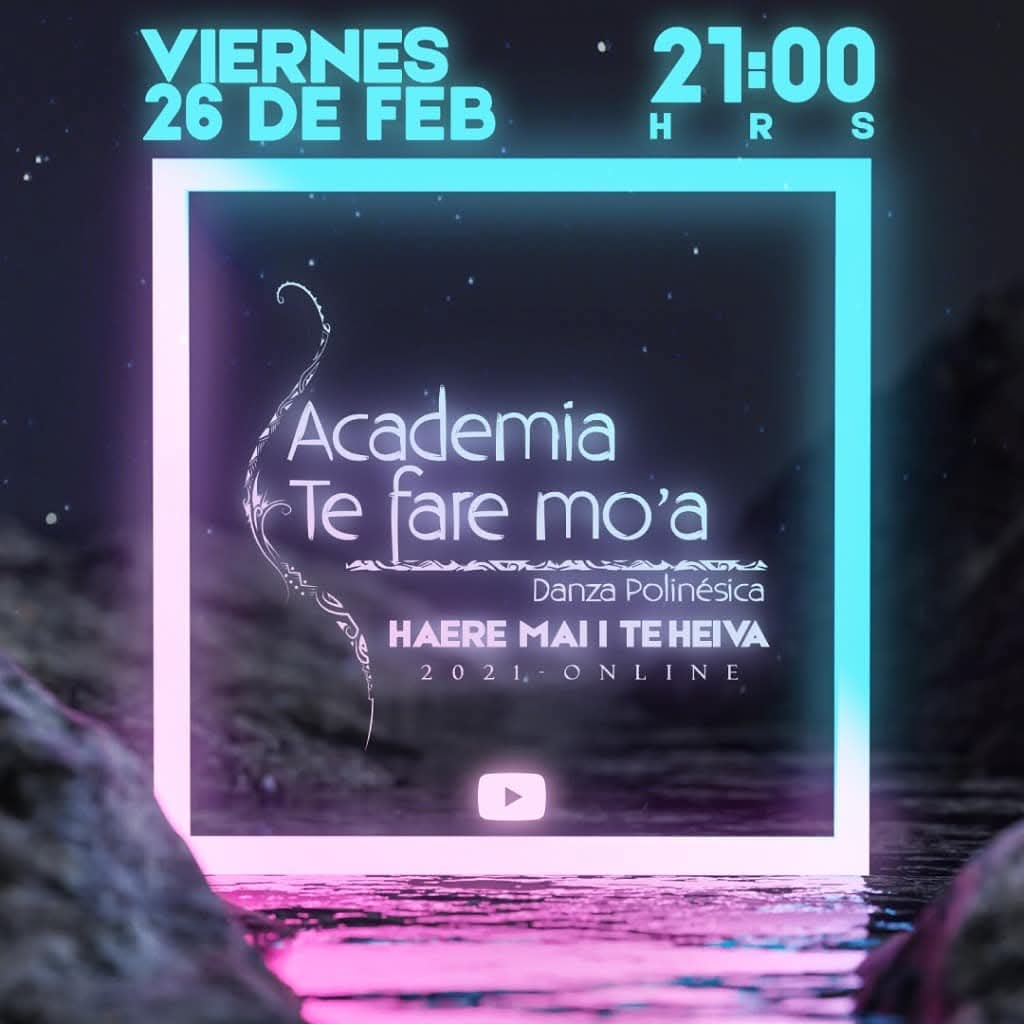 VIERNES
26 DE FEB
21:00
HRS
Academia
Te fare mo'a
Danza Polinésica
HAERE MAI I TE HEIVA
2021-ONLINE